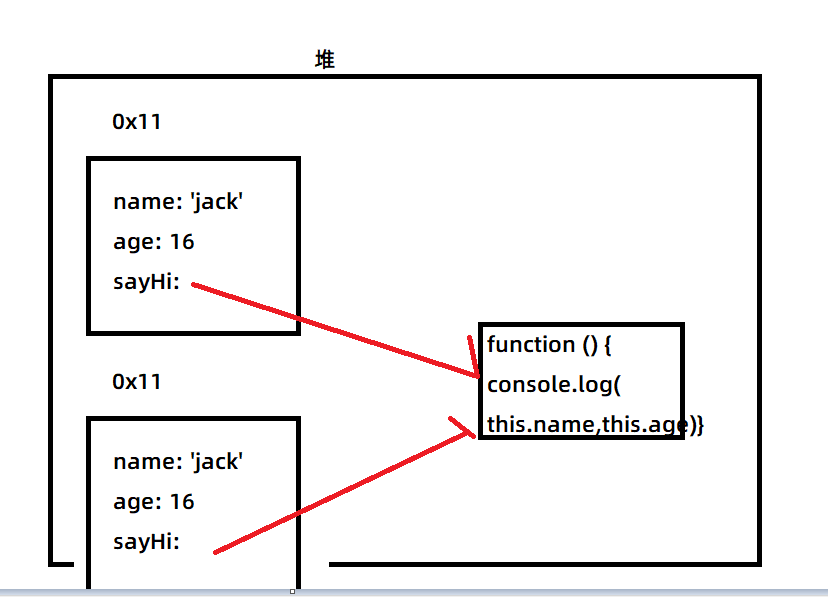 堆
0x11
name: 'jack'
age: 16
sayHi:
function () {
console.log(
this.name,this.age)}
0x11
name: 'jack'
age: 16
sayHi: